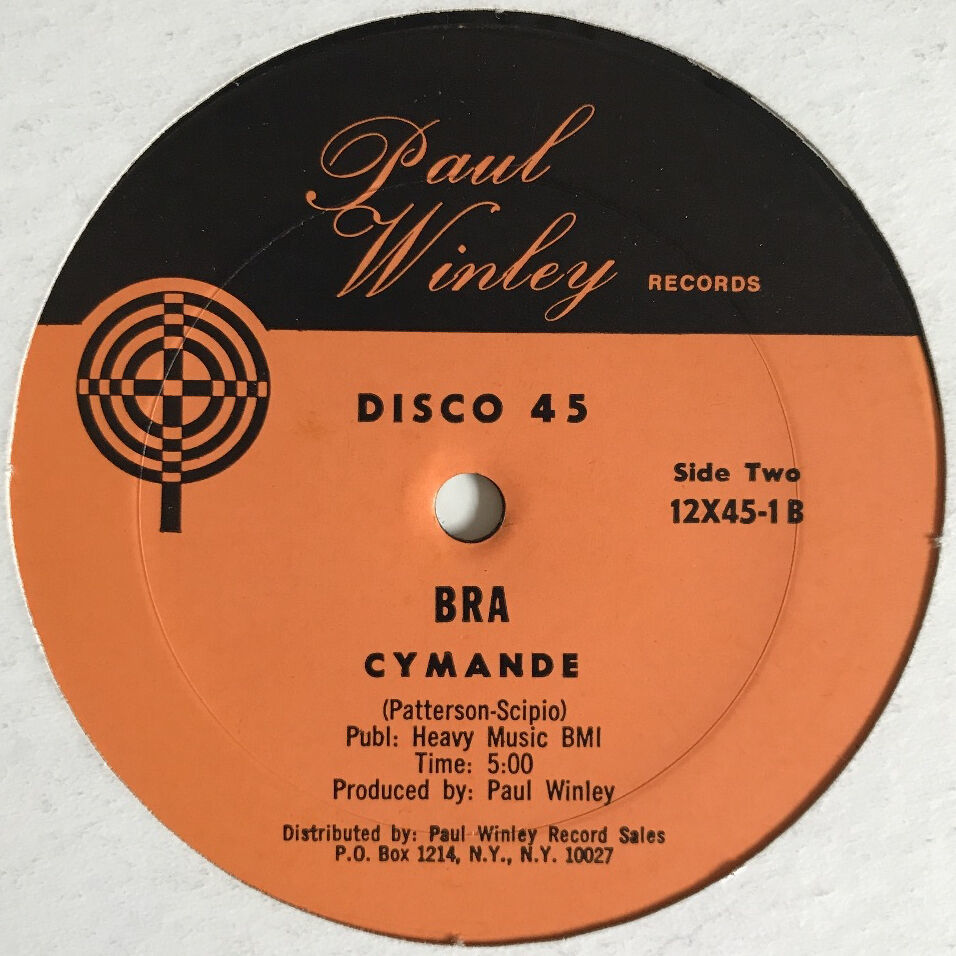 Paul
Winley RECORDS
DISCO 45
Side Two
12X45-1 B
BRA
CYMANDE
(Patterson-Scipio)
Publ: Heavy Music BMI
Time: 5:00
Produced by: Paul Winley
Distributed by: Paul Winley Record Sales
P.O. Box 1214, N.Y., N.Y. 10027